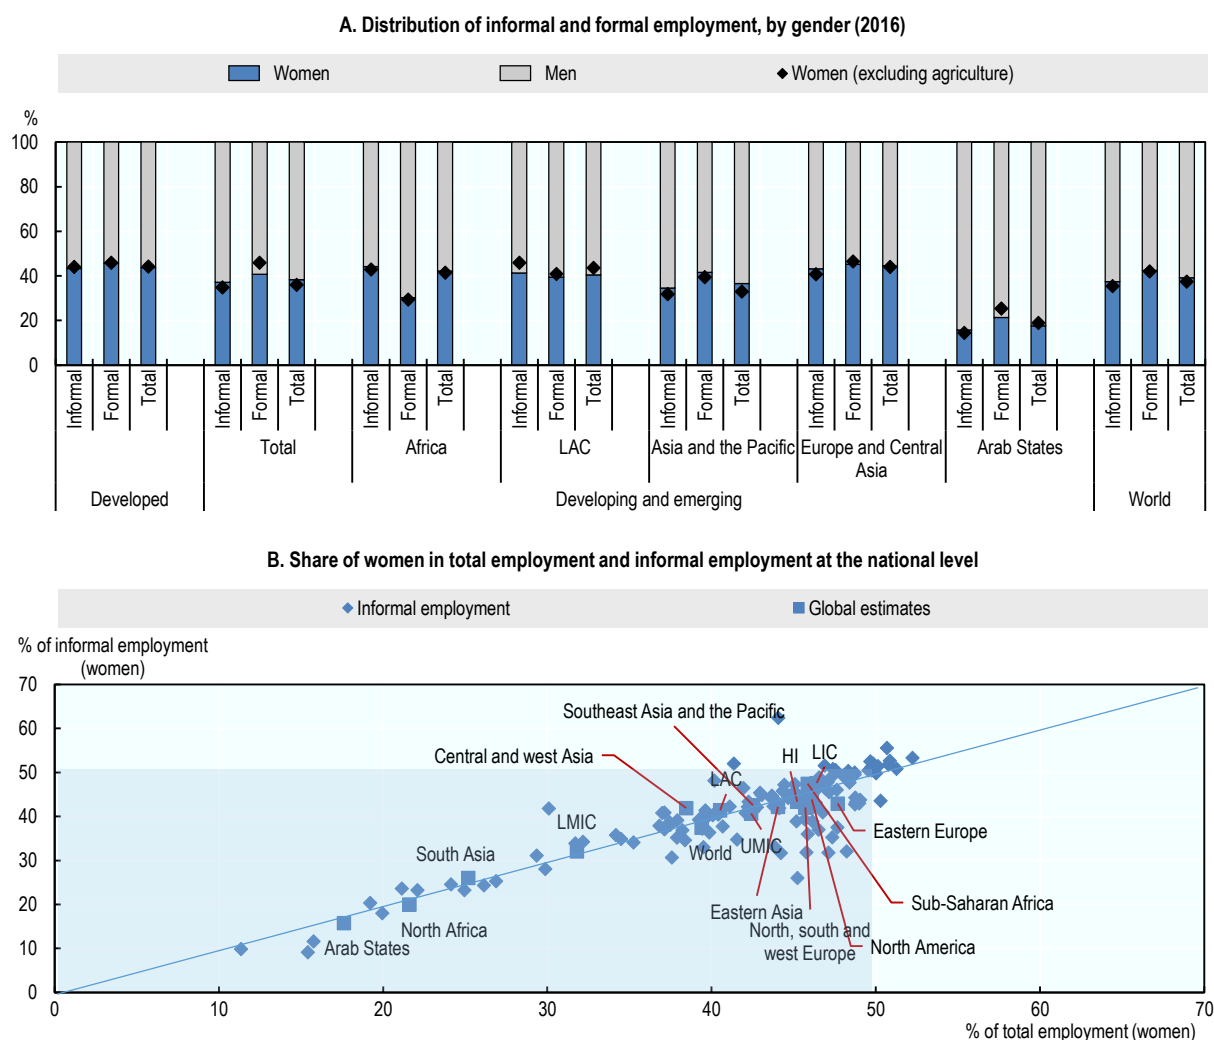 A. Distribution of informal and formal employment, by gender (2016)
Women
Men
Women (excluding agriculture)
%
100
80
60
40
20
0
Informal
Formal
Total
Informal
Formal
Total
Informal
Formal
Total
Informal
Formal
Total
Informal
Formal
Total
Informal
Formal
Total
Informal
Formal
Total
Informal
Formal
Total
Total
Africa
LAC
Asia and the Pacific
Europe and Central
Asia
Arab States
Developed
Developing and emerging
World
B. Share of women in total employment and informal employment at the national level
Informal employment
Global estimates
% of informal employment
(women)
70
60
50
40
30
20
10
0
Southeast Asia and the Pacific
Central and west Asia
HI
LIC
LAC
LMIC
South Asia
World
UMIC
Eastern Europe
Arab States
North Africa
Eastern Asia
Sub-Saharan Africa
North, south and
west Europe
North America
0
10
20
30
40
50
60
70
% of total employment (women)